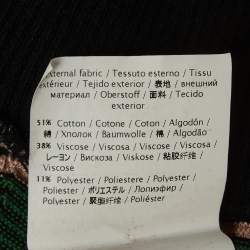 External fabric / Tessuto esterno / Tissu
extérieur / Tejido exterior / 表地 / внешний
материал / Oberstoff / 面料 / Tecido
exterior
51% Cotton / Cotone / Coton / Algodón
/ 綿 / Хлопок / Baumwolle / 棉 / Algodão
38% Viscose / Viscosa / Viscose / Viscosa /
レーヨン / Вискоза / Viskose / 粘胶纤维 /
Viscose
11% Polyester / Poliestere / Polyester /
Poliester / ポリエステル / Полиэфир /
Polyester / 聚酯纤维 / Poliéster